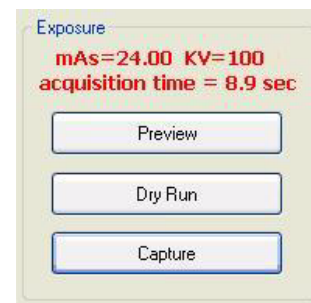 Exposure
mAs=24.00 KV=100
acquisition time = 8.9 sec
Preview
Dry Run
Capture